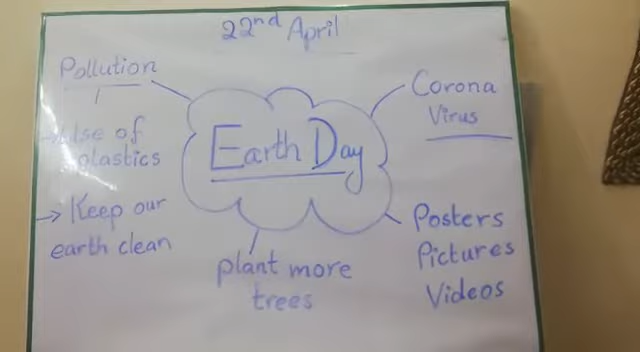 22nd April
Pollution
→ Use of
plastics
→ Keep our
earth clean
Earth Day
plant more
trees
Corona
Virus
Posters
Pictures
Videos